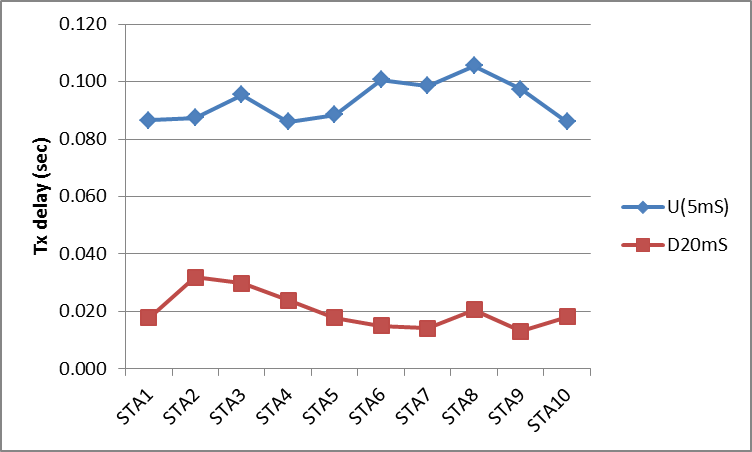 0.120
0.100
0.080
0.060
0.040
0.020
0.000
Tx delay (sec)
STA1
STA2
STA3
STA4
STA5
STA6
STA7
STA8
STA9
STA10
U(5mS)
D20mS